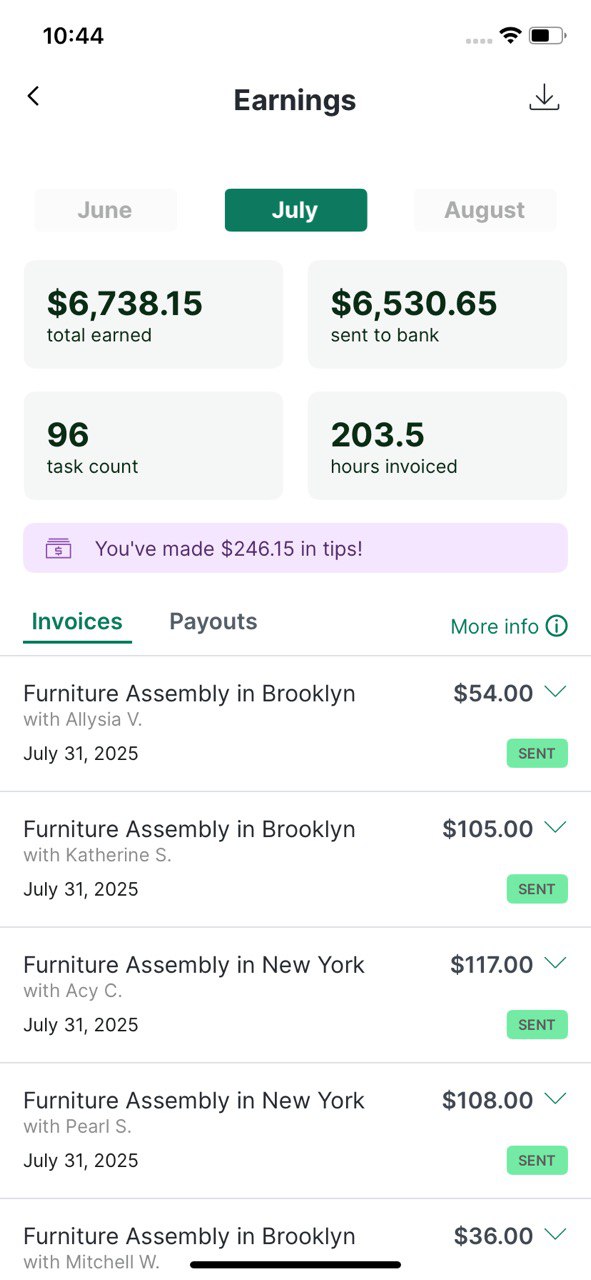 10:44
Earnings
June
July
August
$6,738.15
total earned
$6,530.65
sent to bank
96
task count
203.5
hours invoiced
You've made $246.15 in tips!
Invoices
Payouts
More info
Furniture Assembly in Brooklyn
$54.00
with Allysia V.
July 31, 2025
SENT
Furniture Assembly in Brooklyn
$105.00
with Katherine S.
July 31, 2025
SENT
Furniture Assembly in New York
$117.00
with Acy C.
July 31, 2025
SENT
Furniture Assembly in New York
$108.00
with Pearl S.
July 31, 2025
SENT
Furniture Assembly in Brooklyn
$36.00
with Mitchell W.